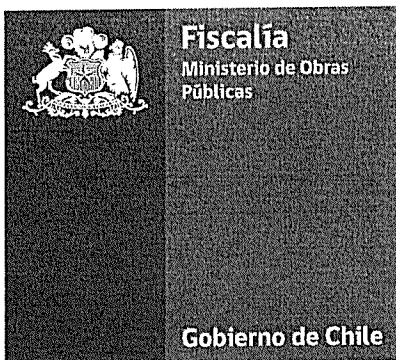 Fiscalía
Ministerio de Obras
Públicas
Gobierno de Chile